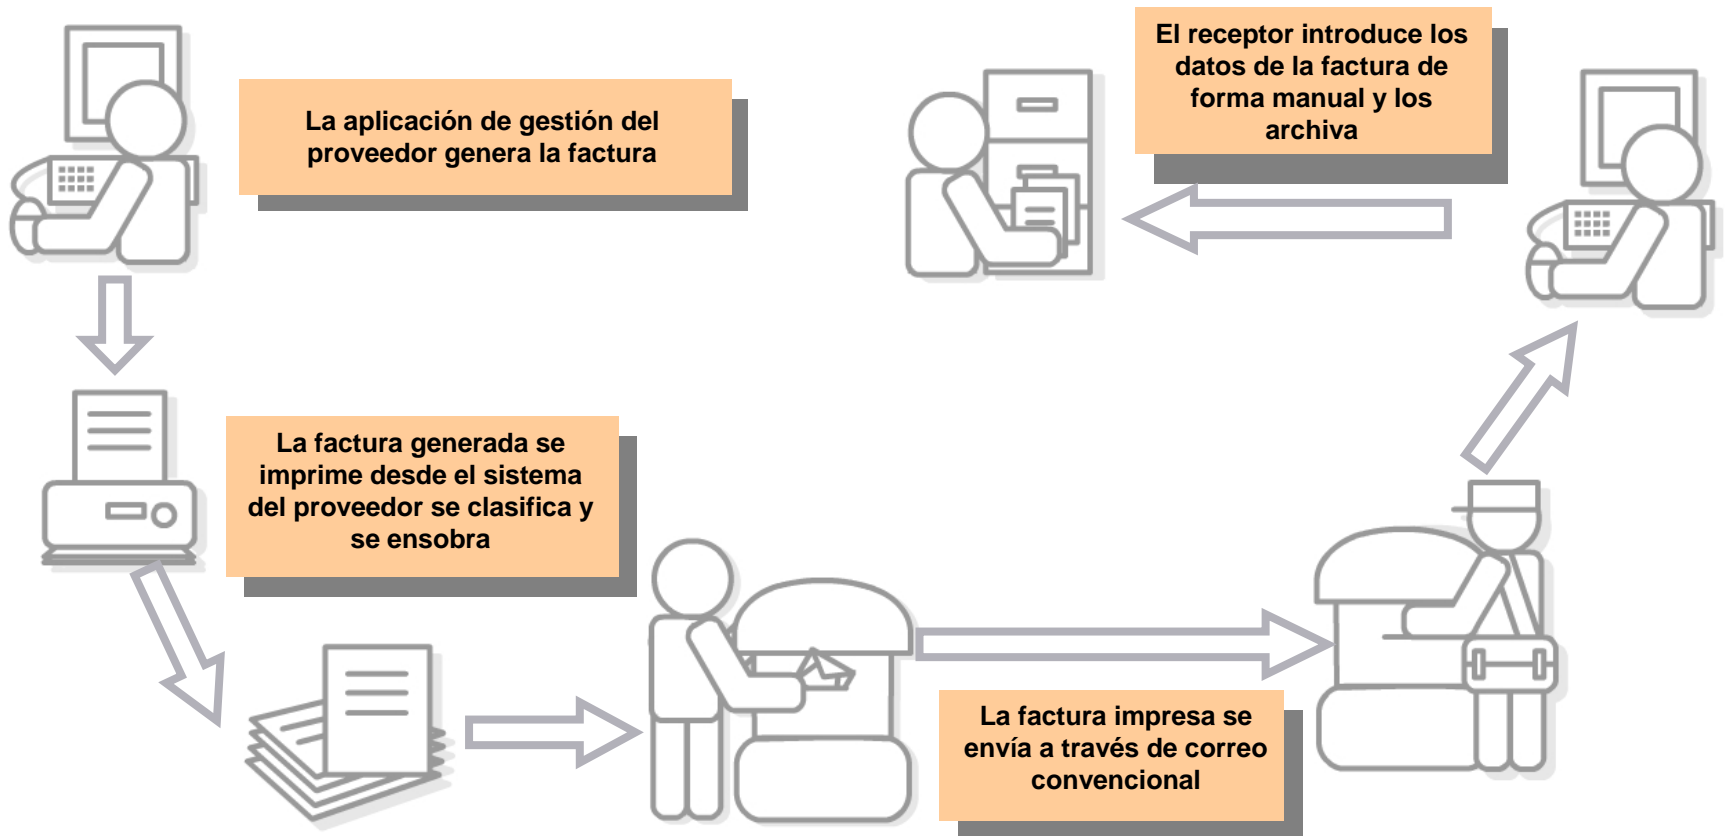 La aplicación de gestión del
proveedor genera la factura
La factura generada se
imprime desde el sistema
del proveedor se clasifica y
se ensobra
La factura impresa se
envía a través de correo
convencional
El receptor introduce los
datos de la factura de
forma manual y los
archiva